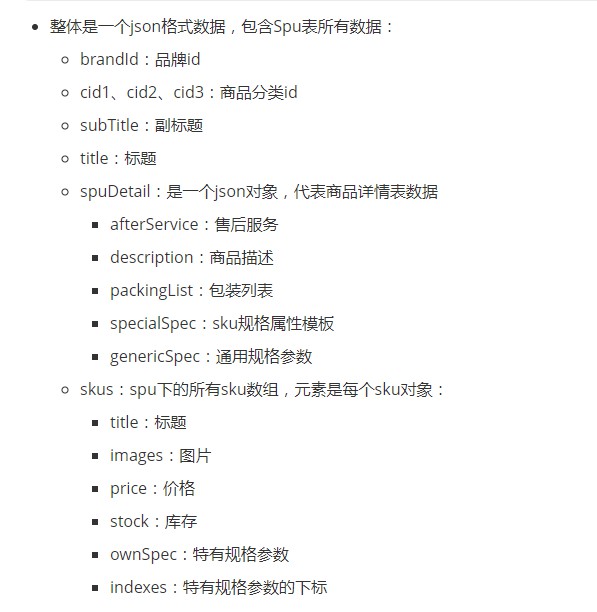 整体是一个json格式数据，包含Spu表所有数据：
brandId：品牌id
cid1、cid2、cid3：商品分类id
subTitle：副标题
title：标题
spuDetail：是一个json对象，代表商品详情表数据
afterService：售后服务
description：商品描述
packingList：包装列表
specialSpec：sku规格属性模板
genericSpec：通用规格参数
skus：spu下的所有sku数组，元素是每个sku对象：
title：标题
images：图片
price：价格
stock：库存
ownSpec：特有规格参数
indexes：特有规格参数的下标